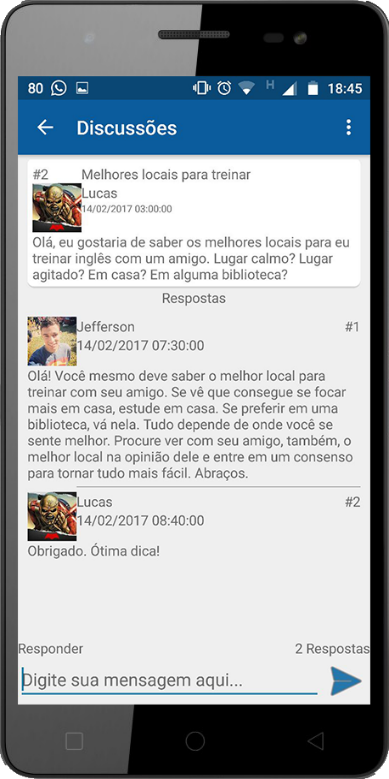 80 H 18:45
Discussões
#2 Melhores locais para treinar
Lucas
14/02/2017 03:00:00
Olá, eu gostaria de saber os melhores locais para eu
treinar inglês com um amigo. Lugar calmo? Lugar
agitado? Em casa? Em alguma biblioteca?
Respostas
Jefferson #1
14/02/2017 07:30:00
Olá! Você mesmo deve saber o melhor local para
treinar com seu amigo. Se vê que consegue se focar
mais em casa, estude em casa. Se preferir em uma
biblioteca, vá nela. Tudo depende de onde você se
sente melhor. Procure ver com seu amigo, também, o
melhor local na opinião dele e entre em um consenso
para tornar tudo mais fácil. Abraços.
Lucas #2
14/02/2017 08:40:00
Obrigado. Ótima dica!
Responder 2 Respostas
Digite sua mensagem aqui...